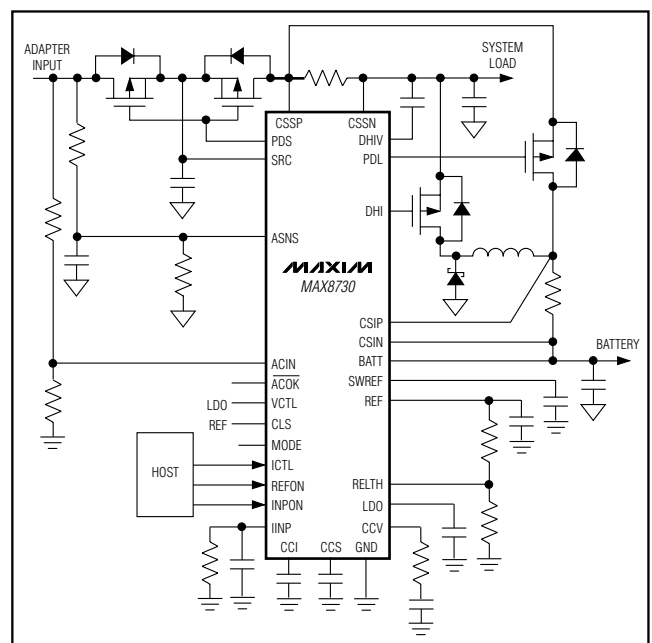 ADAPTER
INPUT
SYSTEM
LOAD
CSSP
CSSN
PDS
DHIV
SRC
PDL
DHI
ASNS
MAXIM
MAX8730
CSIP
CSIN
BATT
BATTERY
ACIN
SWREF
ACOK
REF
LDO
VCTL
REF
CLS
MODE
HOST
ICTL
REFON
INPON
RELTH
LDO
IINP
CCV
CCI
CCS
GND